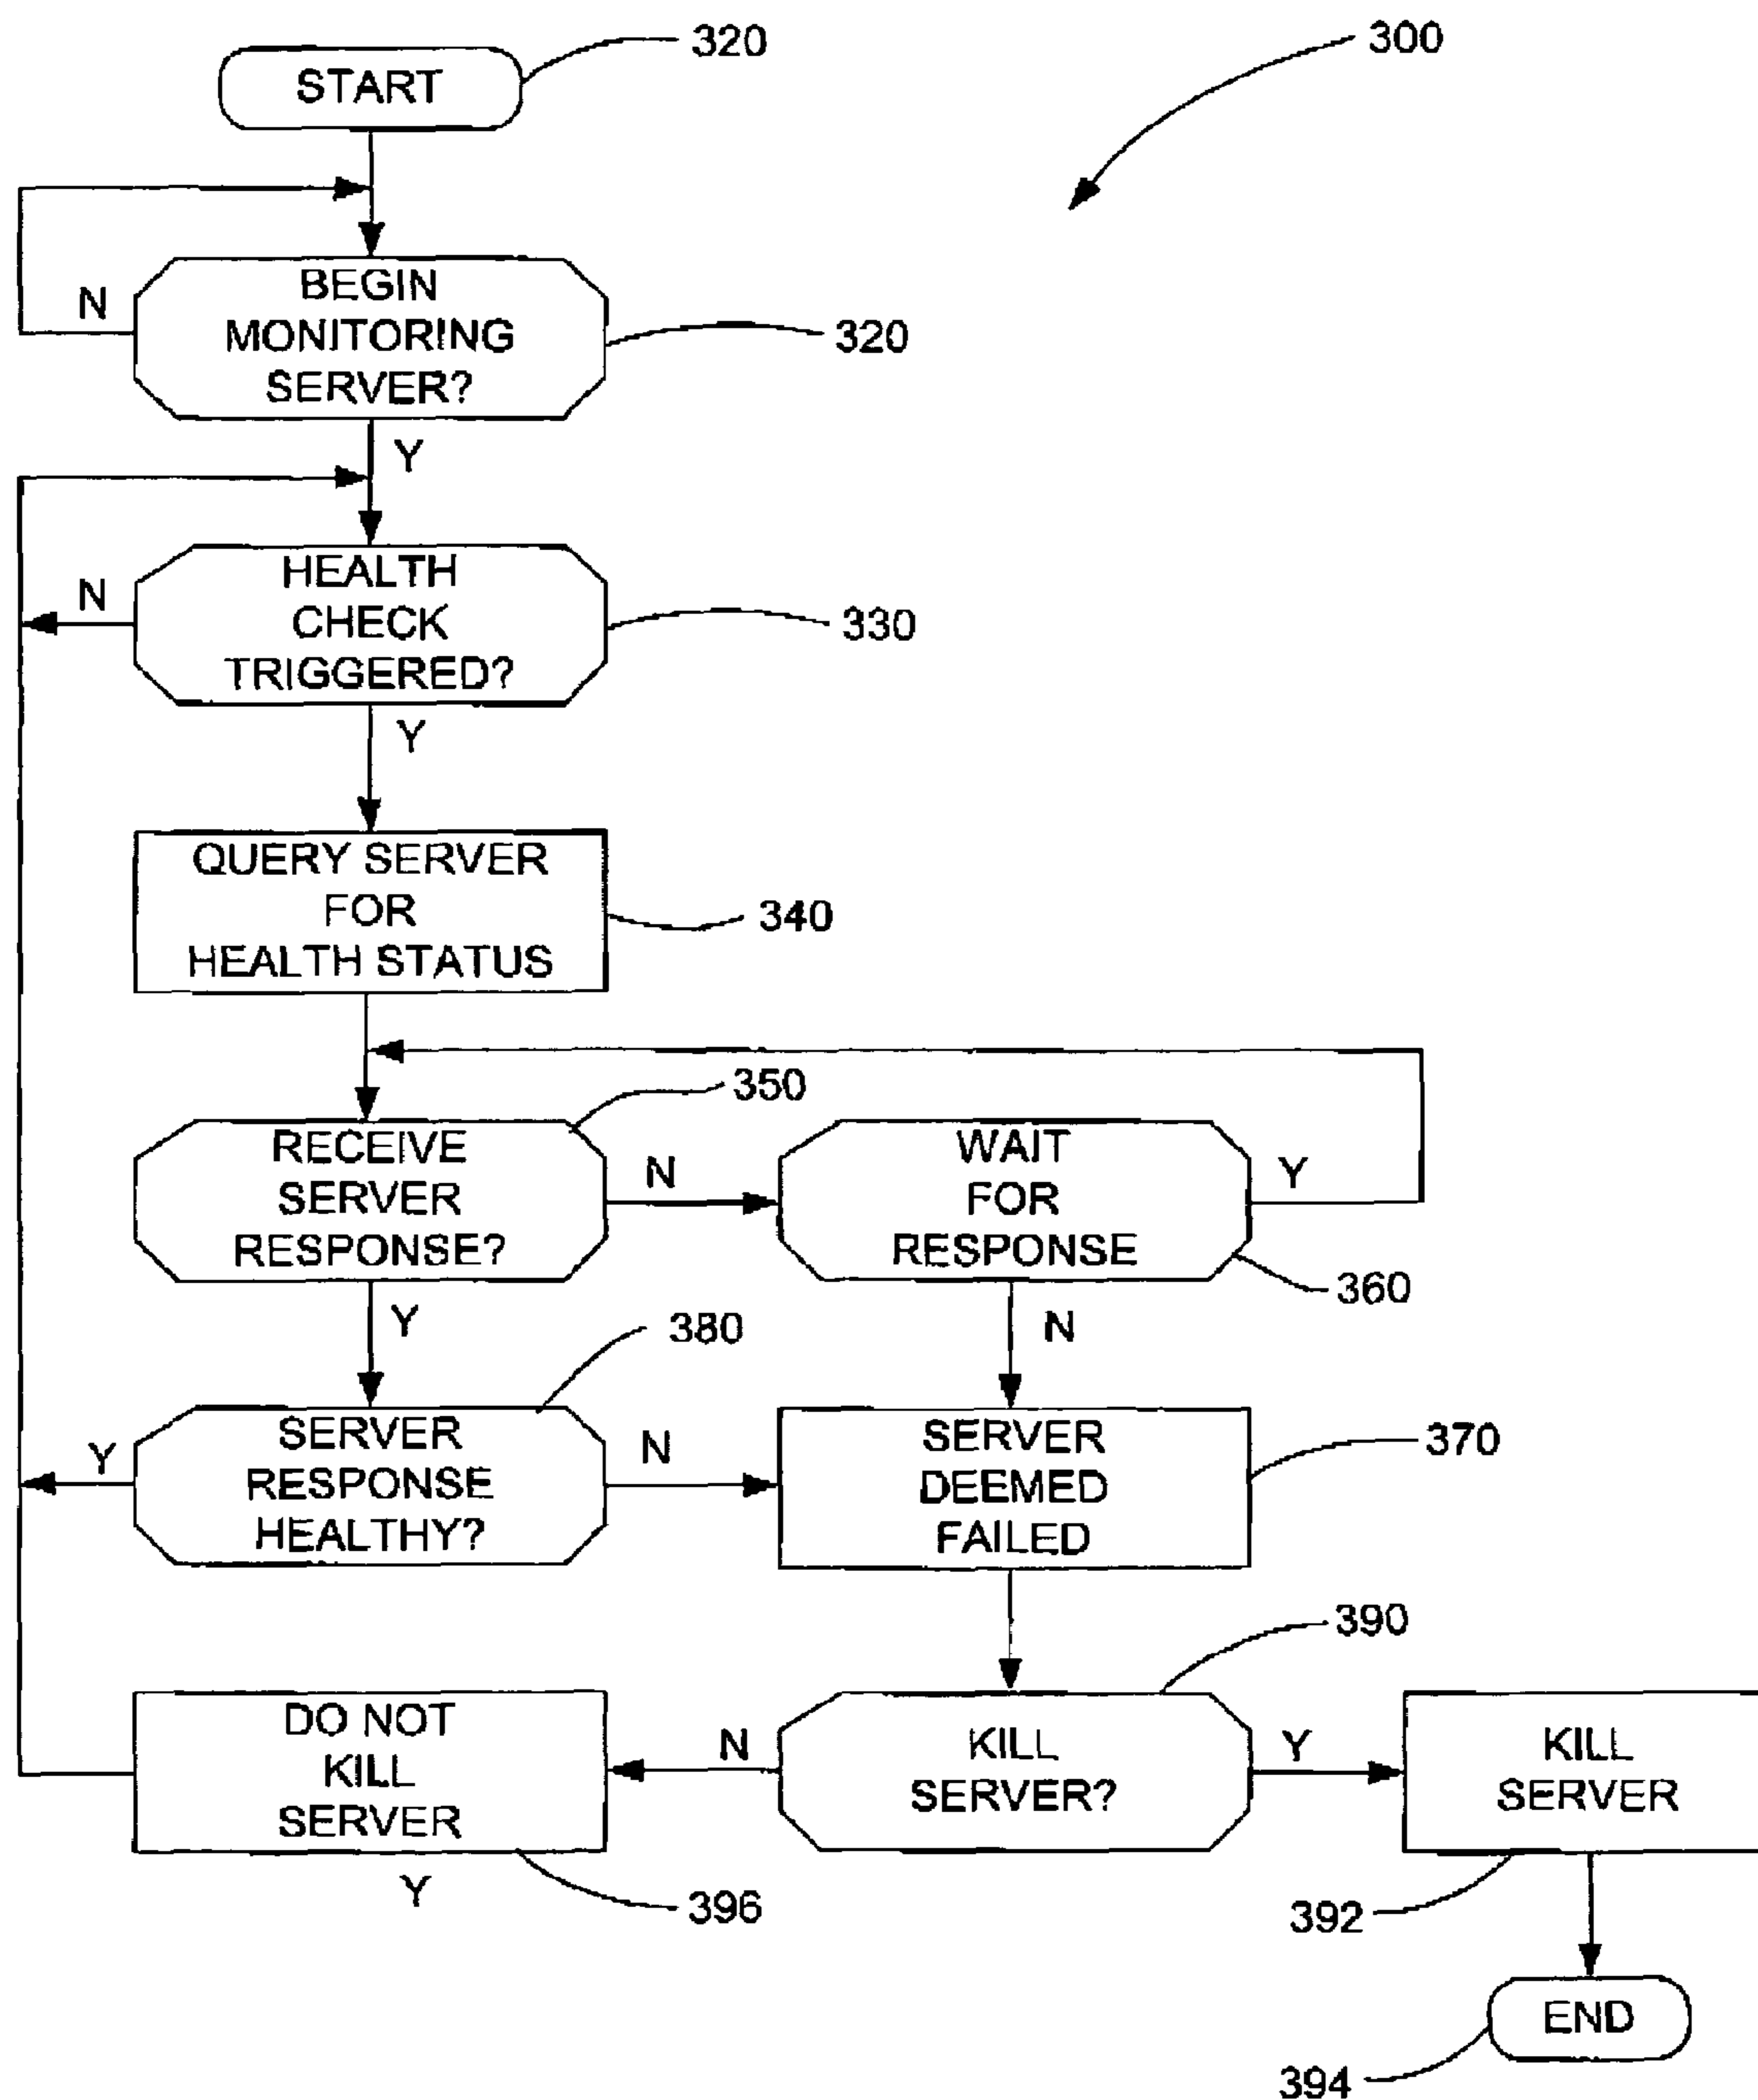 320
300
START
BEGIN
MONITORING
SERVER?
N
320
Y
HEALTH
CHECK
TRIGGERED?
N
330
Y
QUERY SERVER
FOR
HEALTH STATUS
340
350
RECEIVE
SERVER
RESPONSE?
N
WAIT
FOR
RESPONSE
Y
360
Y
380
N
SERVER
RESPONSE
HEALTHY?
Y
N
SERVER
DEEMED
FAILED
370
390
DO NOT
KILL
SERVER
N
KILL
SERVER?
Y
KILL
SERVER
Y
396
392
END
394